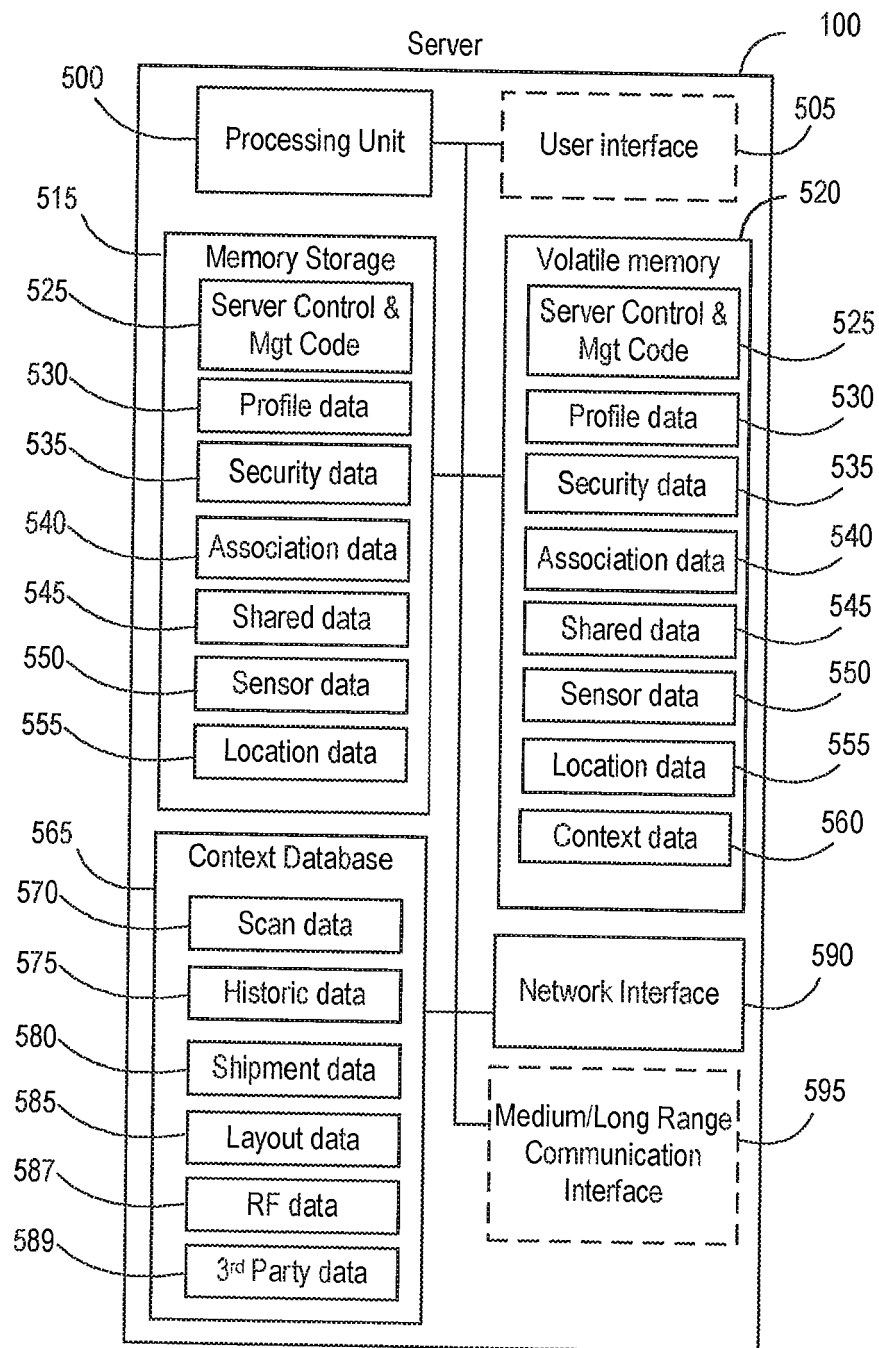 Server
100
500
Processing Unit
User interface
505
515
520
Memory Storage
Volatile memory
525
Server Control &
Mgt Code
Server Control &
Mgt Code
525
530
Profile data
Profile data
530
535
Security data
Security data
535
540
Association data
Association data
540
545
Shared data
Shared data
545
550
Sensor data
Sensor data
550
555
Location data
Location data
555
Context data
560
565
Context Database
570
Scan data
575
Historic data
Network Interface
590
580
Shipment data
585
Layout data
Medium/Long Range
Communication
Interface
595
587
RF data
589
3rd Party data